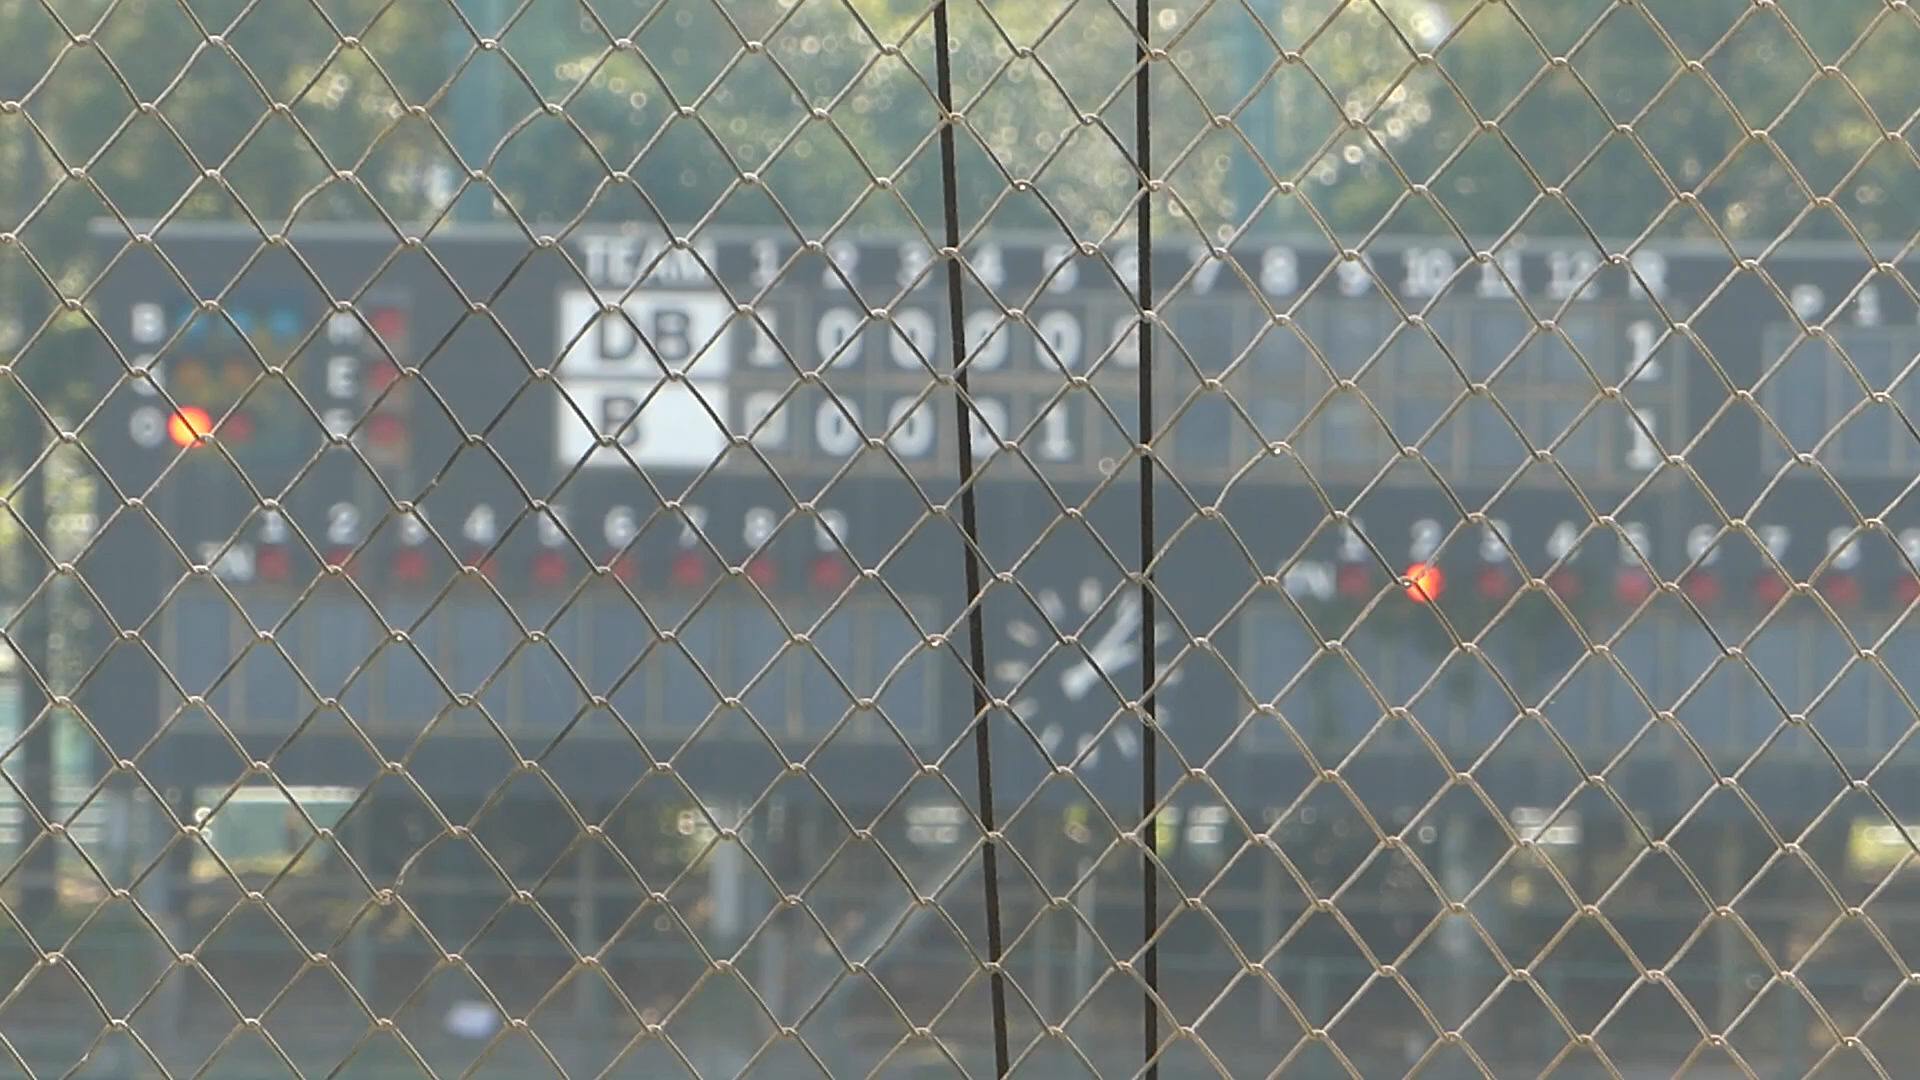 TEAM 1 2 3 4 5 6 7 8 9 10 11 12 R P 1
B H
DB 1 0 0 0 0 0 1
S E
B 0 0 0 0 1 1
O F
1 2 3 4 5 6 7 8 9
1 2 3 4 5 6 7 8 9